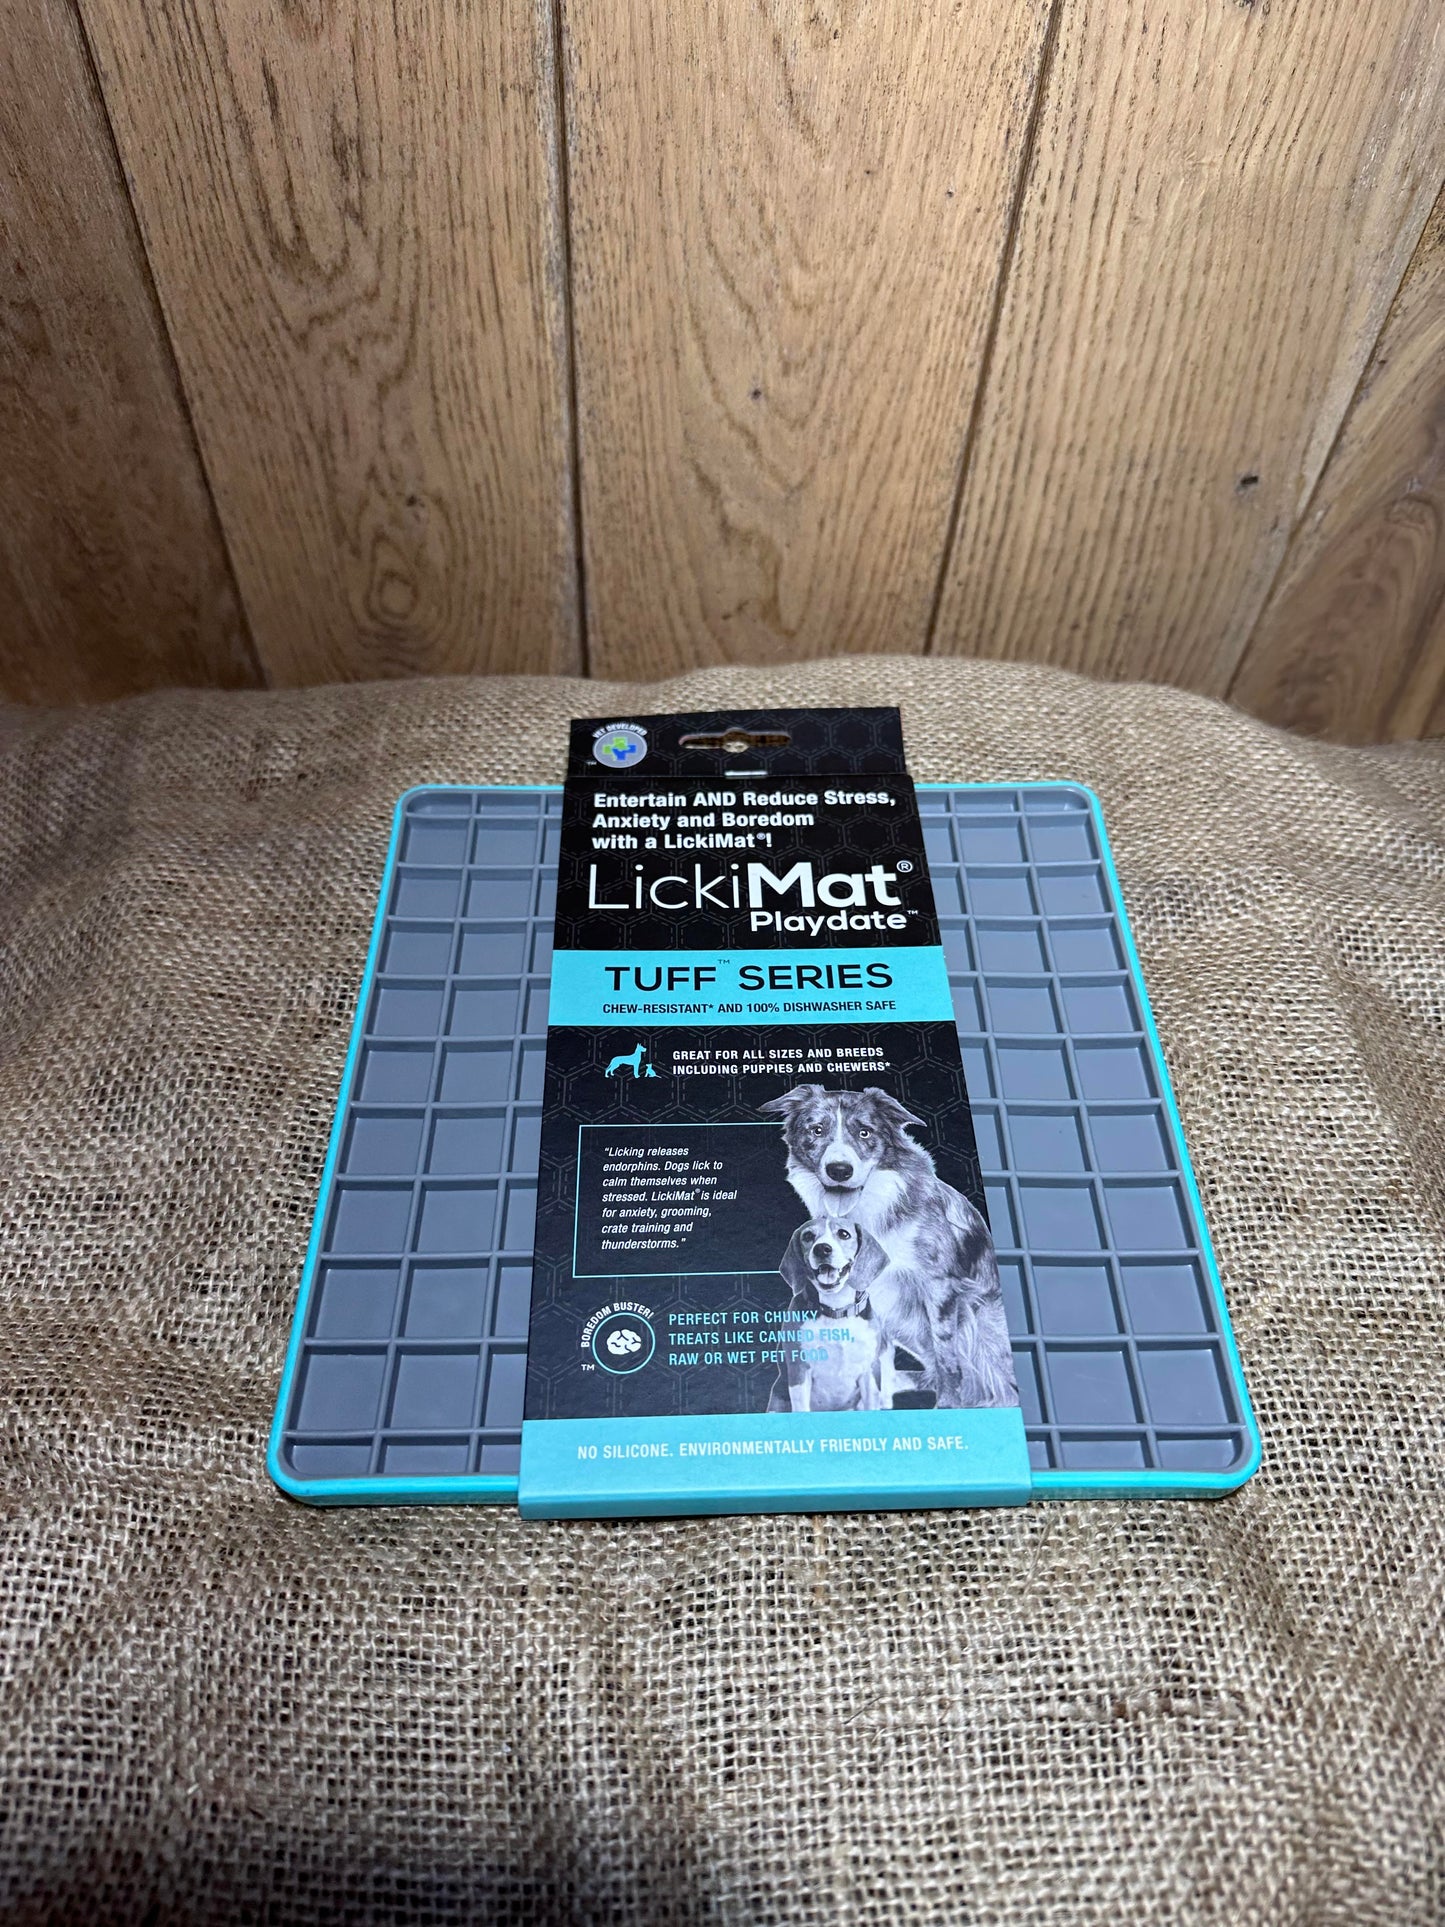 VET DEVELOPED
™
Entertain AND Reduce Stress,
Anxiety and Boredom
with a LickiMat®!
LickiMat®
Playdate™
TUFF™ SERIES
CHEW-RESISTANT* AND 100% DISHWASHER SAFE
GREAT FOR ALL SIZES AND BREEDS
INCLUDING PUPPIES AND CHEWERS*
"Licking releases
endorphins. Dogs lick to
calm themselves when
stressed. LickiMat® is ideal
for anxiety, grooming,
crate training and
thunderstorms."
BOREDOM BUSTER!
TM
PERFECT FOR CHUNKY
TREATS LIKE CANNED FISH,
RAW OR WET PET FOOD
NO SILICONE. ENVIRONMENTALLY FRIENDLY AND SAFE.